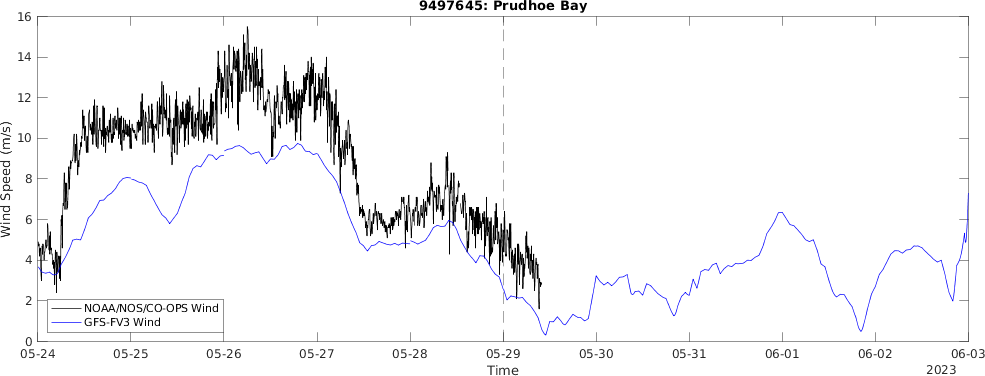 9497645: Prudhoe Bay
16
14
12
10
8
6
4
2
0
Wind Speed (m/s)
NOAA/NOS/CO-OPS Wind
GFS-FV3 Wind
05-24 05-25 05-26 05-27 05-28 05-29 05-30 05-31 06-01 06-02 06-03
Time
2023